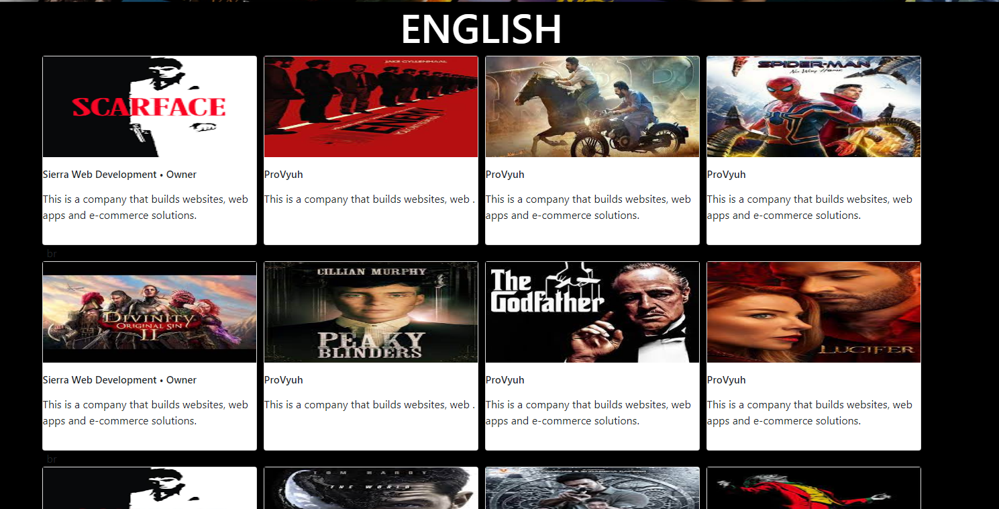 ENGLISH
SCARFACE
JAKE GYLLENHAAL
ENEMY
SPIDER-MAN
No Way Home
Sierra Web Development • Owner
ProVyuh
ProVyuh
ProVyuh
This is a company that builds websites, web
apps and e-commerce solutions.
This is a company that builds websites, web .
This is a company that builds websites, web
apps and e-commerce solutions.
This is a company that builds websites, web
apps and e-commerce solutions.
br
DIVINITY
ORIGINAL SIN
II
CILLIAN MURPHY
PEAKY
BLINDERS
The
Godfather
LUCIFER
Sierra Web Development • Owner
ProVyuh
ProVyuh
ProVyuh
This is a company that builds websites, web
apps and e-commerce solutions.
This is a company that builds websites, web .
This is a company that builds websites, web
apps and e-commerce solutions.
This is a company that builds websites, web
apps and e-commerce solutions.
br
TOM HARDY
THE WORLD